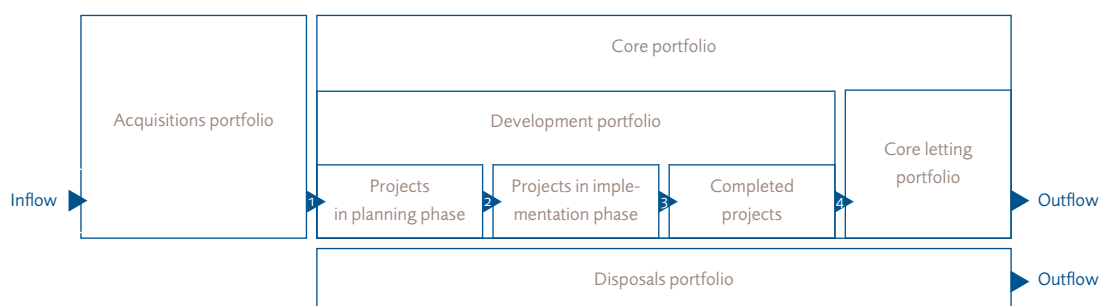 Core portfolio
Acquisitions portfolio
Development portfolio
Core letting
portfolio
Inflow
1
Projects
in planning phase
2
Projects in imple-
mentation phase
3
Completed
projects
4
Outflow
Disposals portfolio
Outflow